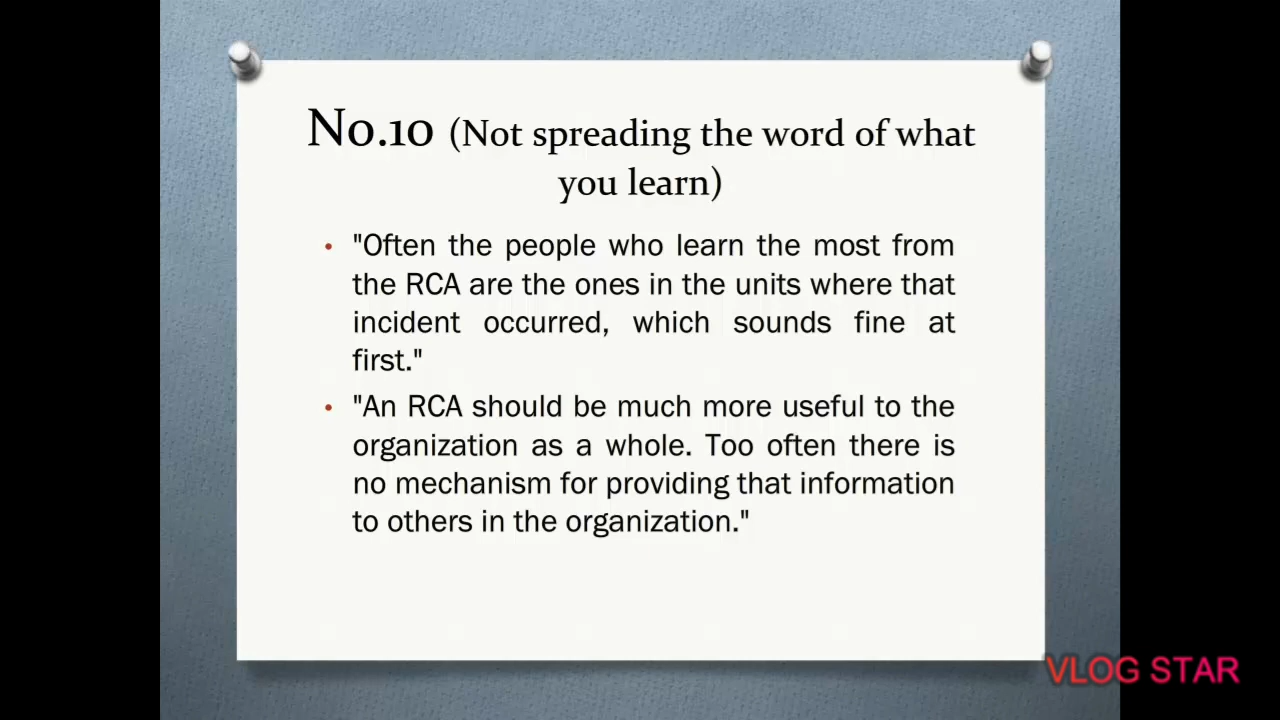 No.10 (Not spreading the word of what
you learn)
• "Often the people who learn the most from
the RCA are the ones in the units where that
incident occurred, which sounds fine at
first."
• "An RCA should be much more useful to the
organization as a whole. Too often there is
no mechanism for providing that information
to others in the organization."
VLOG STAR